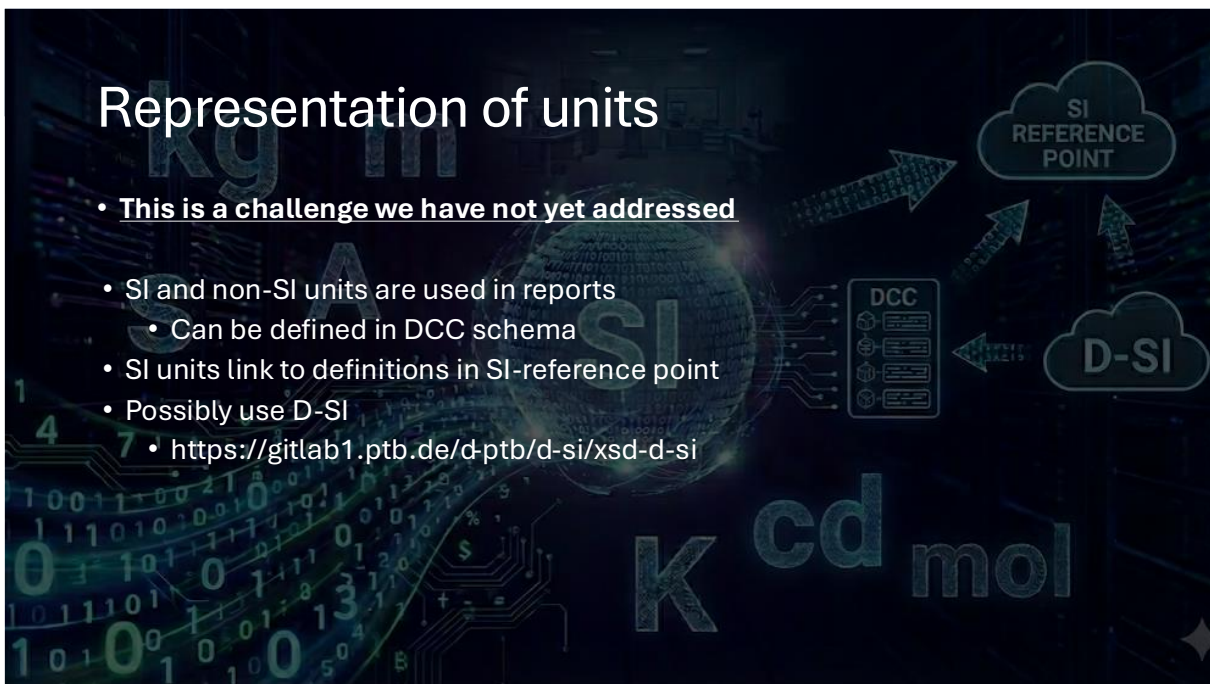 Representation of units
kg m
• This is a challenge we have not yet addressed
S A
• SI and non-SI units are used in reports
• Can be defined in DCC schema
• SI units link to definitions in SI-reference point
• Possibly use D-SI
• https://gitlab1.ptb.de/d-ptb/d-si/xsd-d-si
SI
SI
REFERENCE
POINT
DCC
D-SI
K cd mol